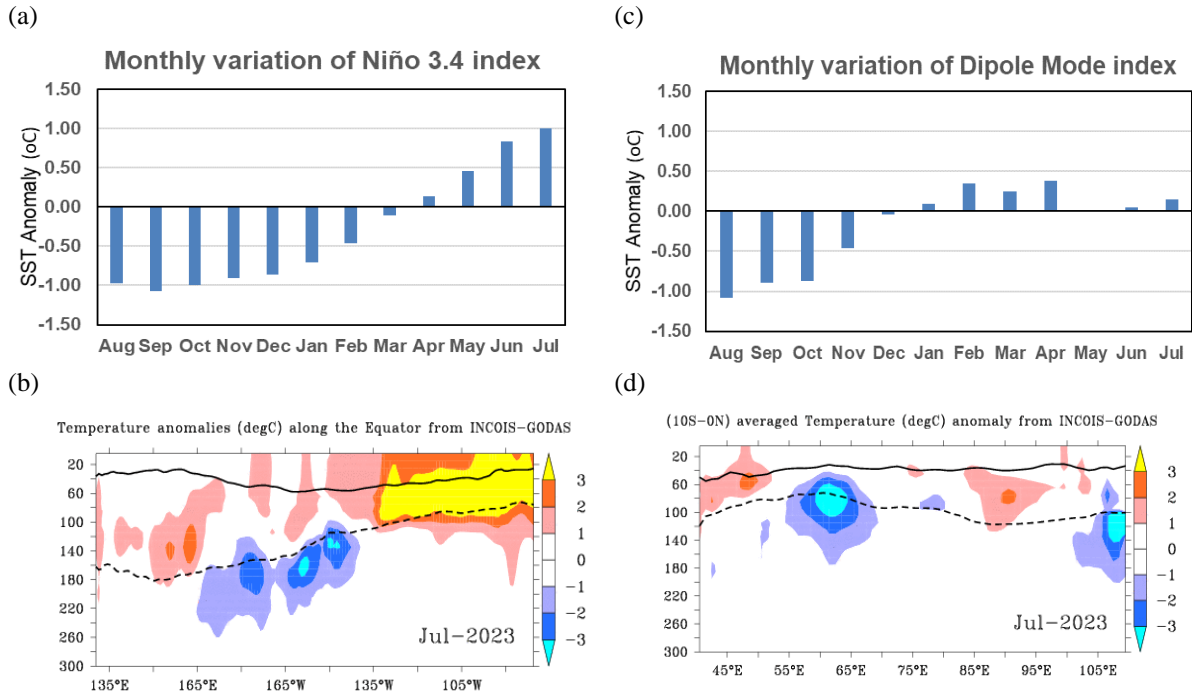 (a)
Monthly variation of Niño 3.4 index
SST Anomaly (oC)
1.50
1.00
0.50
0.00
-0.50
-1.00
-1.50
Aug Sep Oct Nov Dec Jan Feb Mar Apr May Jun Jul
(c)
Monthly variation of Dipole Mode index
SST Anomaly (oC)
1.50
1.00
0.50
0.00
-0.50
-1.00
-1.50
Aug Sep Oct Nov Dec Jan Feb Mar Apr May Jun Jul
(b)
Temperature anomalies (degC) along the Equator from INCOIS-GODAS
20
60
100
140
180
220
260
300
135°E 165°E 165°W 135°W 105°W
Jul-2023
3
2
1
0
-1
-2
-3
(d)
(10S-0N) averaged Temperature (degC) anomaly from INCOIS-GODAS
20
60
100
140
180
220
260
300
45°E 55°E 65°E 75°E 85°E 95°E 105°E
Jul-2023
3
2
1
0
-1
-2
-3